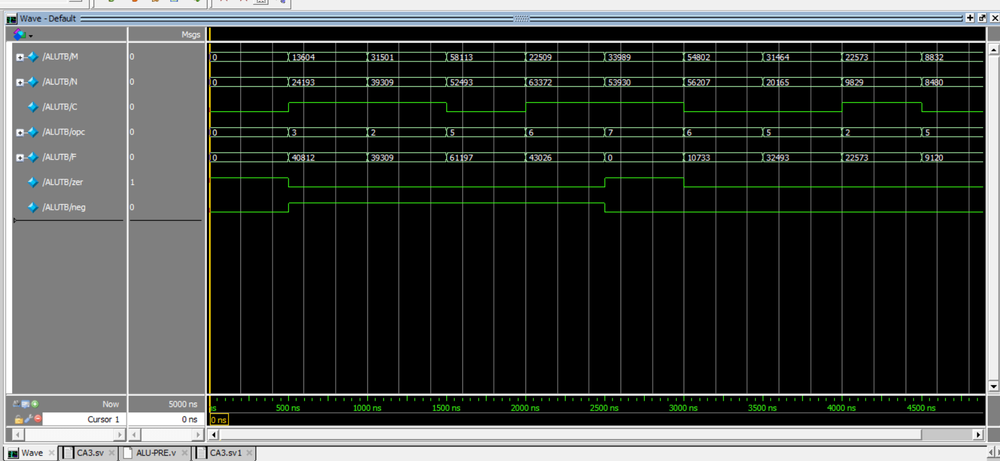 Wave - Default
Msgs
/ALUTB/M 0 0 13604 31501 58113 22509 33989 54802 31464 22573 8832
/ALUTB/N 0 0 24193 39309 52493 63372 53930 56207 20165 9829 8480
/ALUTB/C 0
/ALUTB/opc 0 0 3 2 5 6 7 6 5 2 5
/ALUTB/F 0 0 40812 39309 61197 43026 0 10733 32493 22573 9120
/ALUTB/zer 1
/ALUTB/neg 0
Now 5000 ns ns 500 ns 1000 ns 1500 ns 2000 ns 2500 ns 3000 ns 3500 ns 4000 ns 4500 ns
Cursor 1 0 ns 0 ns
Wave CA3.sv ALU-PRE.v CA3.sv1